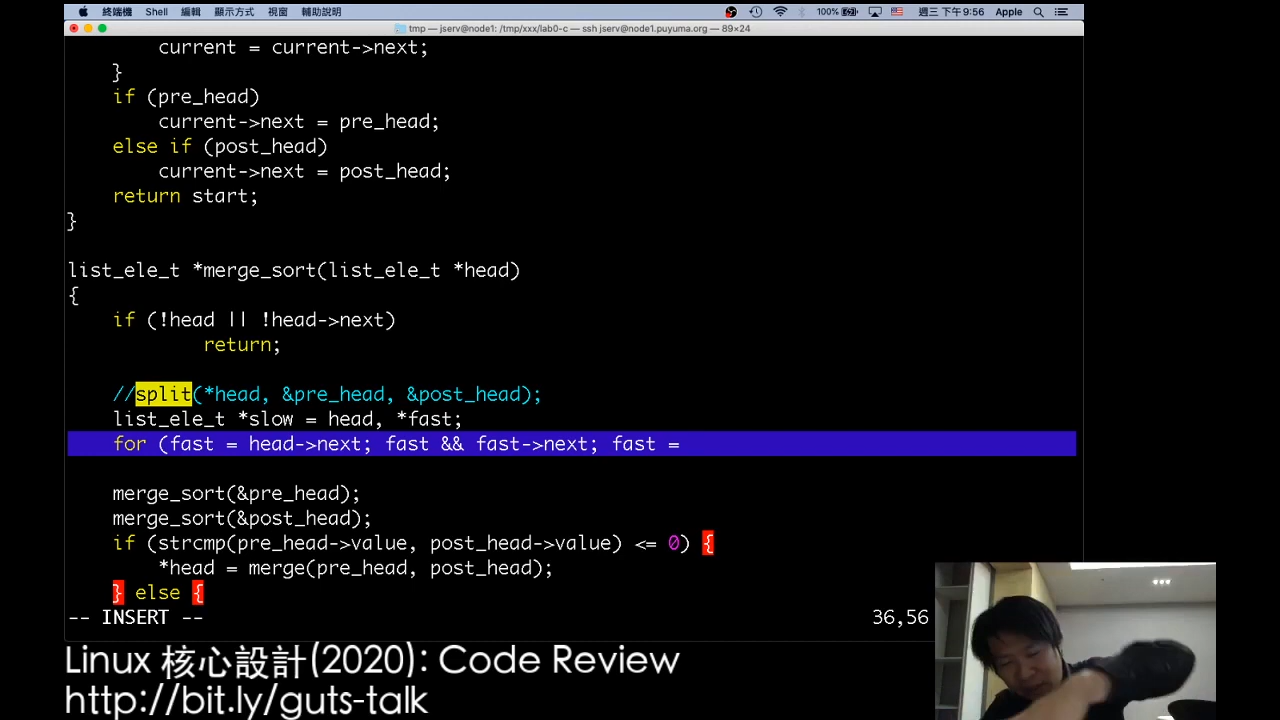 終端機 Shell 編輯 顯示方式 視窗 輔助說明 100% 週三 下午9:56 Apple
tmp — jserv@node1: /tmp/xxx/lab0-c — ssh jserv@node1.puyuma.org — 89×24
current = current->next;
}
if (pre_head)
current->next = pre_head;
else if (post_head)
current->next = post_head;
return start;
}
list_ele_t *merge_sort(list_ele_t *head)
{
if (!head || !head->next)
return;
//split(*head, &pre_head, &post_head);
list_ele_t *slow = head, *fast;
for (fast = head->next; fast && fast->next; fast =
merge_sort(&pre_head);
merge_sort(&post_head);
if (strcmp(pre_head->value, post_head->value) <= 0) {
*head = merge(pre_head, post_head);
} else {
-- INSERT -- 36,56
Linux 核心設計(2020): Code Review
http://bit.ly/guts-talk